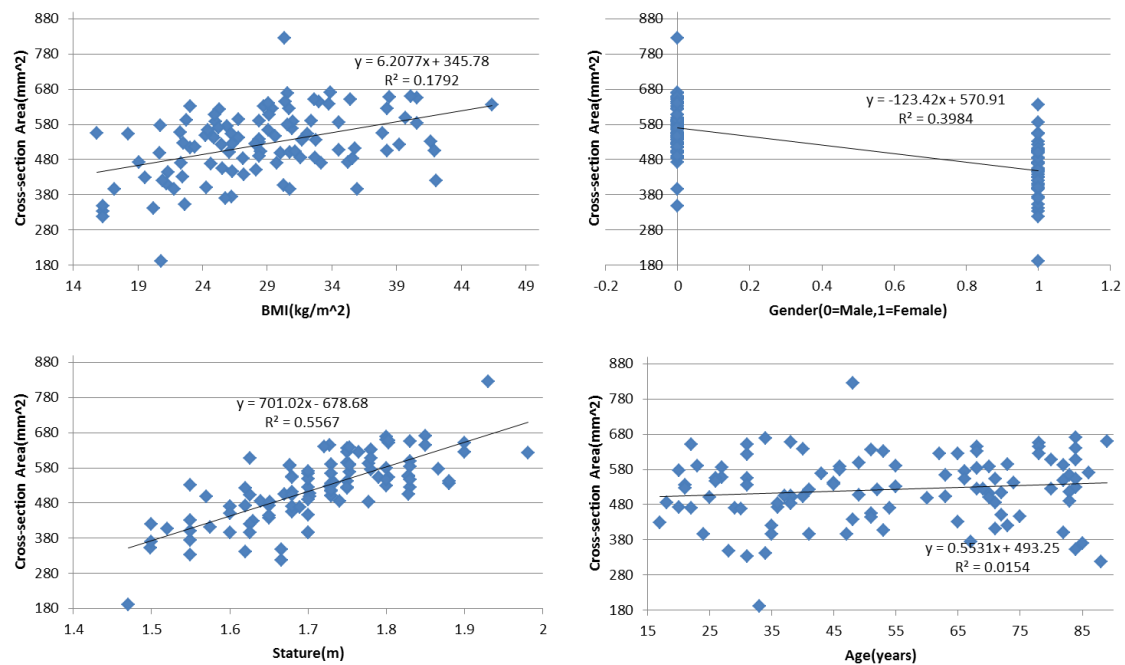 880
780
680
580
480
380
280
180
Cross-section Area(mm^2)
y = 6.2077x + 345.78
R² = 0.1792
14 19 24 29 34 39 44 49
BMI(kg/m^2)
880
780
680
580
480
380
280
180
Cross-section Area(mm^2)
y = -123.42x + 570.91
R² = 0.3984
-0.2 0 0.2 0.4 0.6 0.8 1 1.2
Gender(0=Male,1=Female)
880
780
680
580
480
380
280
180
Cross-section Area(mm^2)
y = 701.02x - 678.68
R² = 0.5567
1.4 1.5 1.6 1.7 1.8 1.9 2
Stature(m)
880
780
680
580
480
380
280
180
Cross-section Area(mm^2)
y = 0.5531x + 493.25
R² = 0.0154
15 25 35 45 55 65 75 85
Age(years)